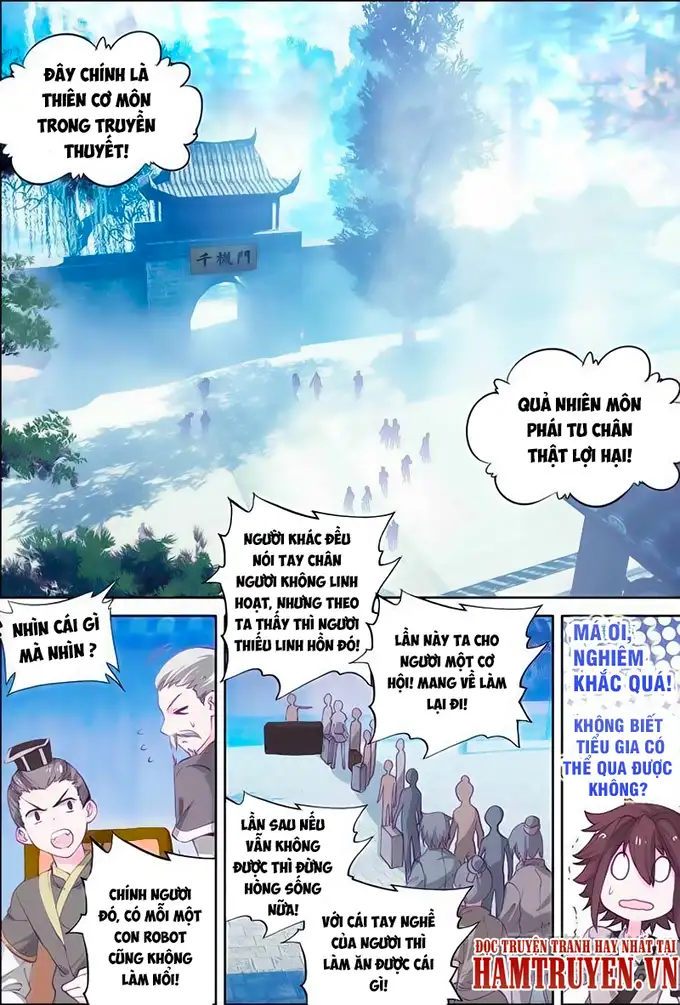 ĐÂY CHÍNH LÀ
THIÊN CƠ MÔN
TRONG TRUYỀN
THUYẾT!
千機門
QUẢ NHIÊN MÔN
PHÁI TU CHÂN
THẬT LỢI HẠI!
NHÌN CÁI GÌ
MÀ NHÌN ?
CHÍNH NGƯƠI
ĐÓ, CÓ MỖI MỘT
CON ROBOT
CŨNG KHÔNG
LÀM NỔI!
NGƯỜI KHÁC ĐỀU
NÓI TAY CHÂN
NGƯƠI KHÔNG LINH
HOẠT, NHƯNG THEO
TA THẤY THÌ NGƯƠI
THIẾU LINH HỒN ĐÓ!
LẦN NÀY TA CHO
NGƯƠI MỘT CƠ
HỘI! MANG VỀ LÀM
LẠI ĐI!
LẦN SAU NẾU
VẪN KHÔNG
ĐƯỢC THÌ ĐỪNG
HÒNG SỐNG
NỮA!
VỚI CÁI TAY NGHỀ
CỦA NGƯƠI THÌ
LÀM ĂN ĐƯỢC CÁI
GÌ!
MÁ ƠI,
NGHIÊM
KHẮC QUÁ!
KHÔNG BIẾT
TIỂU GIA CÓ
THỂ QUA ĐƯỢC
KHÔNG?
ĐỌC TRUYỆN TRANH HAY NHẤT TẠI
HAMTRUYEN.VN